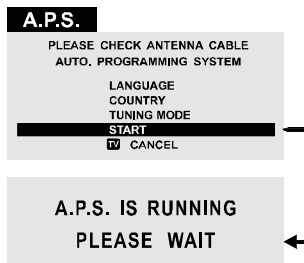 A.P.S.
PLEASE CHECK ANTENNA CABLE
AUTO. PROGRAMMING SYSTEM
LANGUAGE
COUNTRY
TUNING MODE
START
TV CANCEL
A.P.S. IS RUNNING
PLEASE WAIT